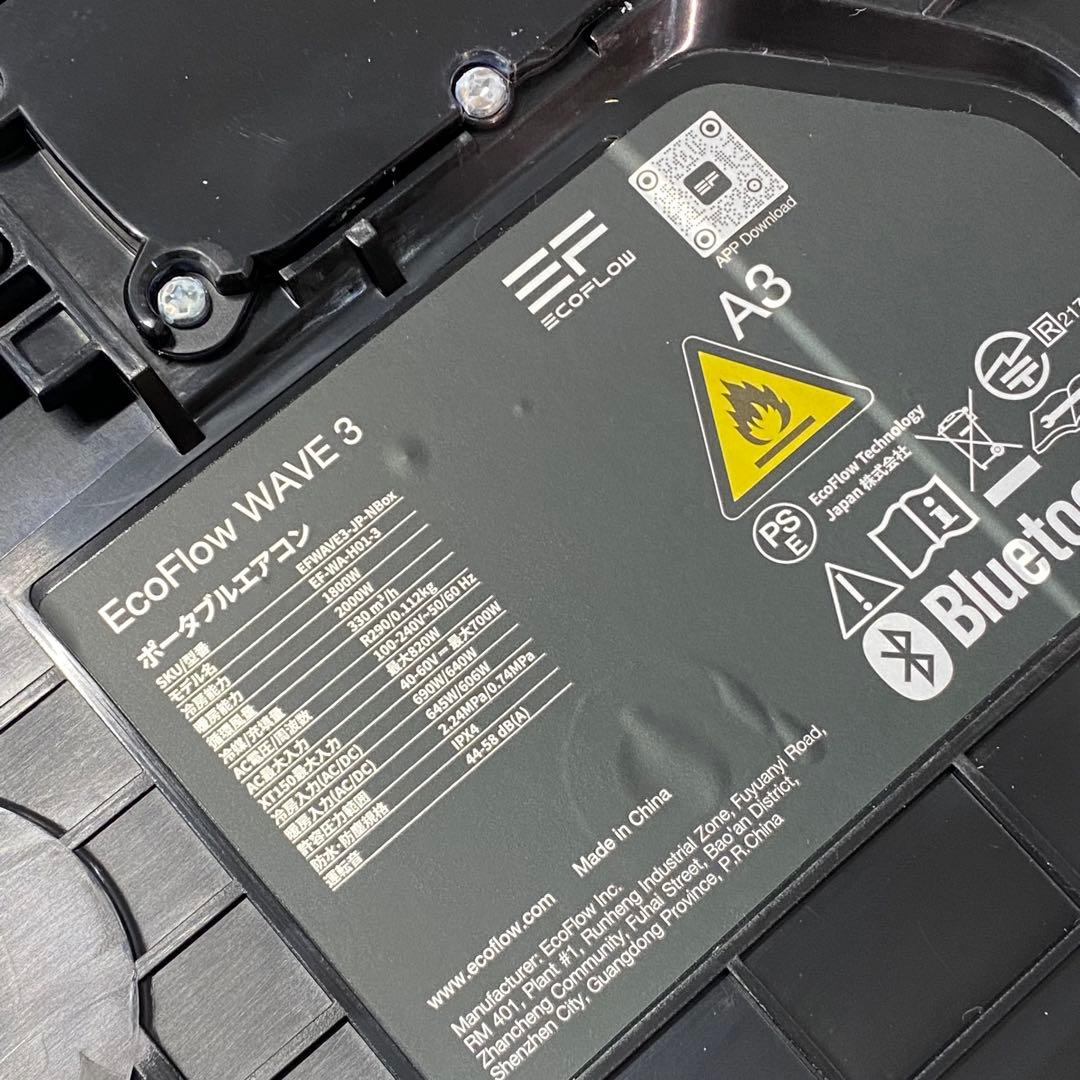 EF
ECOFLOW
EF
APP Download
A3
R 217
EcoFlow WAVE 3
ポータブルエアコン
SKU/型番 EFWAVE3-JP-NBox
モデル名 EF-WA-H01-3
冷房能力 1800W
暖房能力 2000W
循環風量 330 m³/h
冷媒/充填量 R290/0.112kg
AC電圧/周波数 100-240V~50/60 Hz
AC最大入力 最大820W
XT150最大入力 40-60V ⎓ 最大700W
冷房入力(AC/DC) 690W/640W
暖房入力(AC/DC) 645W/606W
許容圧力範囲 2.24MPa/0.74MPa
防水・防塵規格 IPX4
運転音 44-58 dB(A)
PSE
EcoFlow Technology
Japan 株式会社
Blueto
www.ecoflow.com
Made in China
Manufacturer: EcoFlow Inc.
RM 401, Plant #1, Runheng Industrial Zone, Fuyuanyi Road,
Zhancheng Community, Fuhai Street, Bao'an District,
Shenzhen City, Guangdong Province, P.R.China